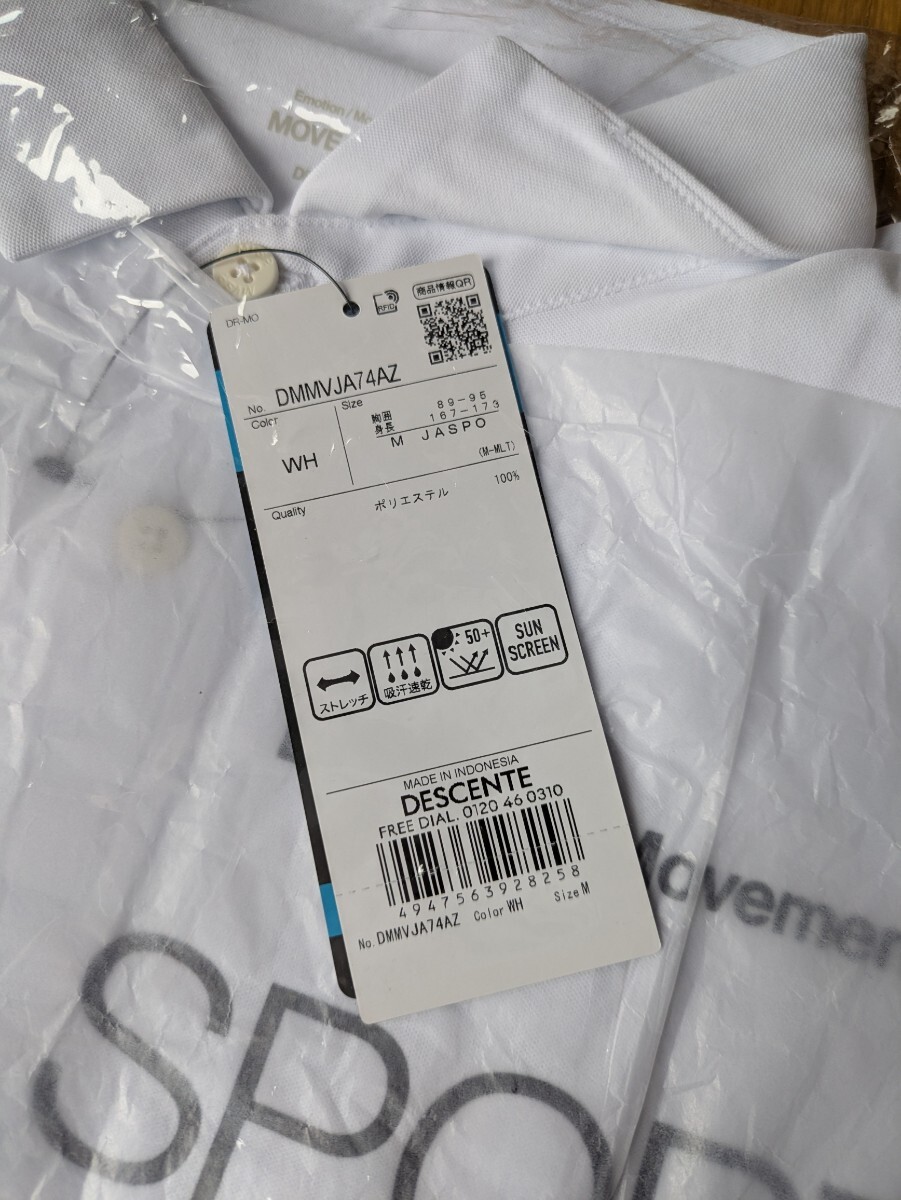 Emotion / Mo
MOVE
DR-MO
RFID
商品情報QR
No. DMMVJA74AZ
Color
WH
Size
胸囲 89-95
身長 167-173
M JASPO
(M-MLT)
Quality
ポリエステル 100%
ストレッチ
吸汗速乾
50+
SUN
SCREEN
MADE IN INDONESIA
DESCENTE
FREE DIAL. 0120 46 0310
4947563928258
No. DMMVJA74AZ Color WH Size M
Movemen
SPOR